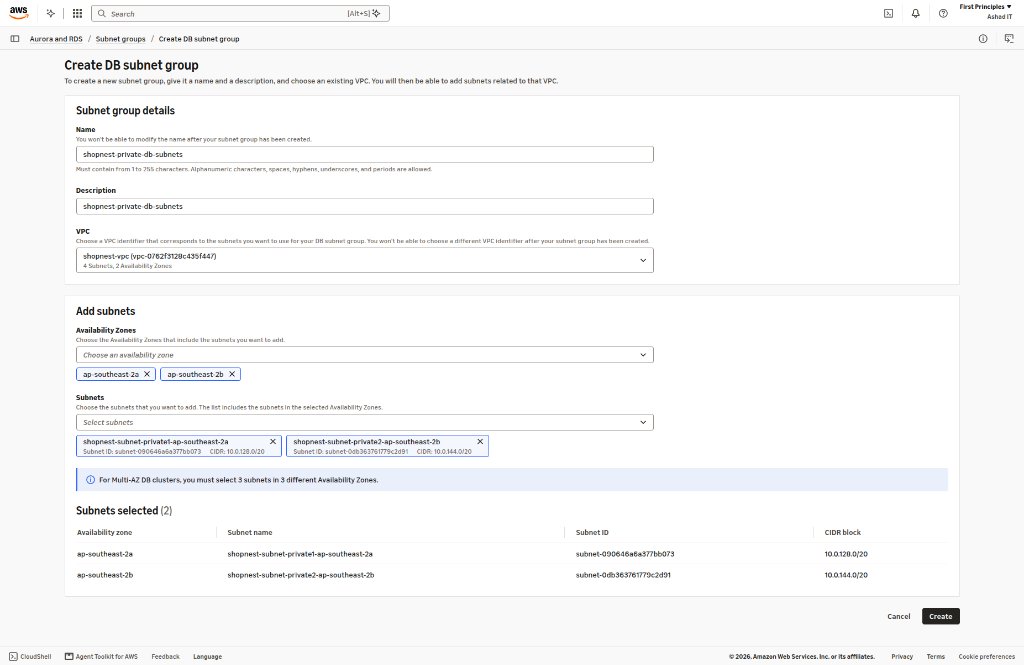 aws
Search
[Alt+S]
First Principles
Ashad IT
Aurora and RDS / Subnet groups / Create DB subnet group
Create DB subnet group
To create a new subnet group, give it a name and a description, and choose an existing VPC. You will then be able to add subnets related to that VPC.
Subnet group details
Name
You won't be able to modify the name after your subnet group has been created.
shopnest-private-db-subnets
Must contain from 1 to 255 characters. Alphanumeric characters, spaces, hyphens, underscores, and periods are allowed.
Description
shopnest-private-db-subnets
VPC
Choose a VPC identifier that corresponds to the subnets you want to use for your DB subnet group. You won't be able to choose a different VPC identifier after your subnet group has been created.
shopnest-vpc (vpc-0762f3128c435f447)
4 Subnets, 2 Availability Zones
Add subnets
Availability Zones
Choose the Availability Zones that include the subnets you want to add.
Choose an availability zone
ap-southeast-2a ap-southeast-2b
Subnets
Choose the subnets that you want to add. The list includes the subnets in the selected Availability Zones.
Select subnets
shopnest-subnet-private1-ap-southeast-2a shopnest-subnet-private2-ap-southeast-2b
Subnet ID: subnet-090646a6a377bb073 CIDR: 10.0.128.0/20 Subnet ID: subnet-0db363761779c2d91 CIDR: 10.0.144.0/20
For Multi-AZ DB clusters, you must select 3 subnets in 3 different Availability Zones.
Subnets selected (2)
Availability zone Subnet name Subnet ID CIDR block
ap-southeast-2a shopnest-subnet-private1-ap-southeast-2a subnet-090646a6a377bb073 10.0.128.0/20
ap-southeast-2b shopnest-subnet-private2-ap-southeast-2b subnet-0db363761779c2d91 10.0.144.0/20
Cancel Create
CloudShell Agent Toolkit for AWS Feedback Language © 2026, Amazon Web Services, Inc. or its affiliates. Privacy Terms Cookie preferences